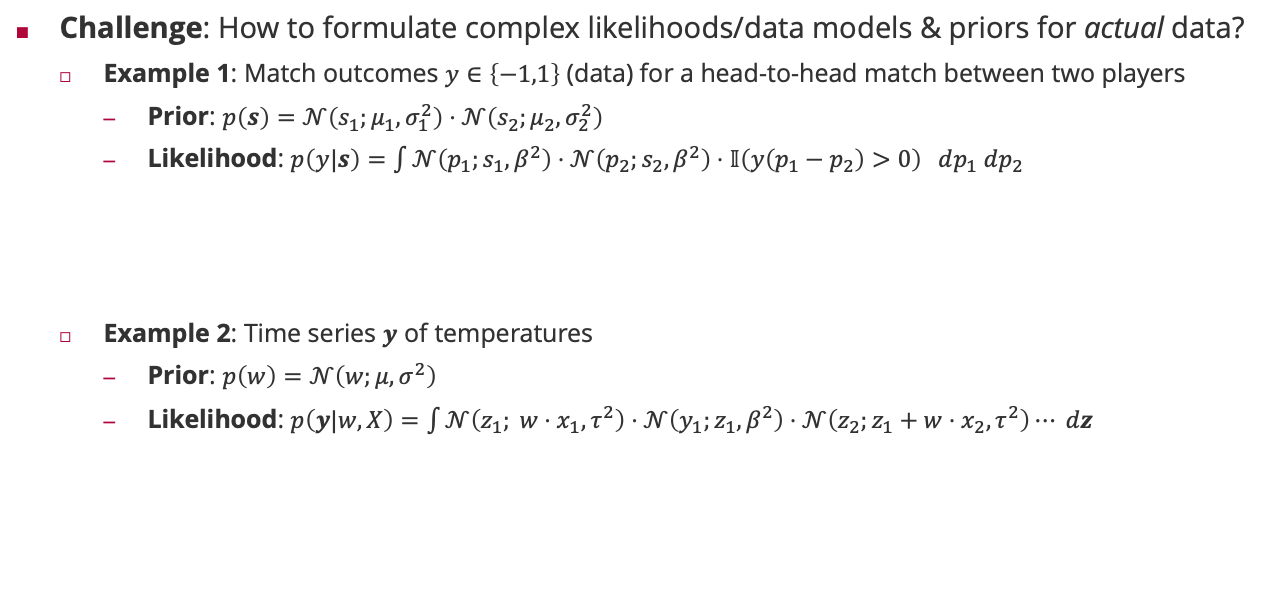 Challenge: How to formulate complex likelihoods/data models & priors for actual data?
Example 1: Match outcomes y ∈ {−1,1} (data) for a head-to-head match between two players
– Prior: p(s) = 𝒩(s₁; μ₁, σ₁²) · 𝒩(s₂; μ₂, σ₂²)
– Likelihood: p(y|s) = ∫ 𝒩(p₁; s₁, β²) · 𝒩(p₂; s₂, β²) · 𝕀(y(p₁ − p₂) > 0) dp₁ dp₂
Example 2: Time series y of temperatures
– Prior: p(w) = 𝒩(w; μ, σ²)
– Likelihood: p(y|w, X) = ∫ 𝒩(z₁; w · x₁, τ²) · 𝒩(y₁; z₁, β²) · 𝒩(z₂; z₁ + w · x₂, τ²) ⋯ dz